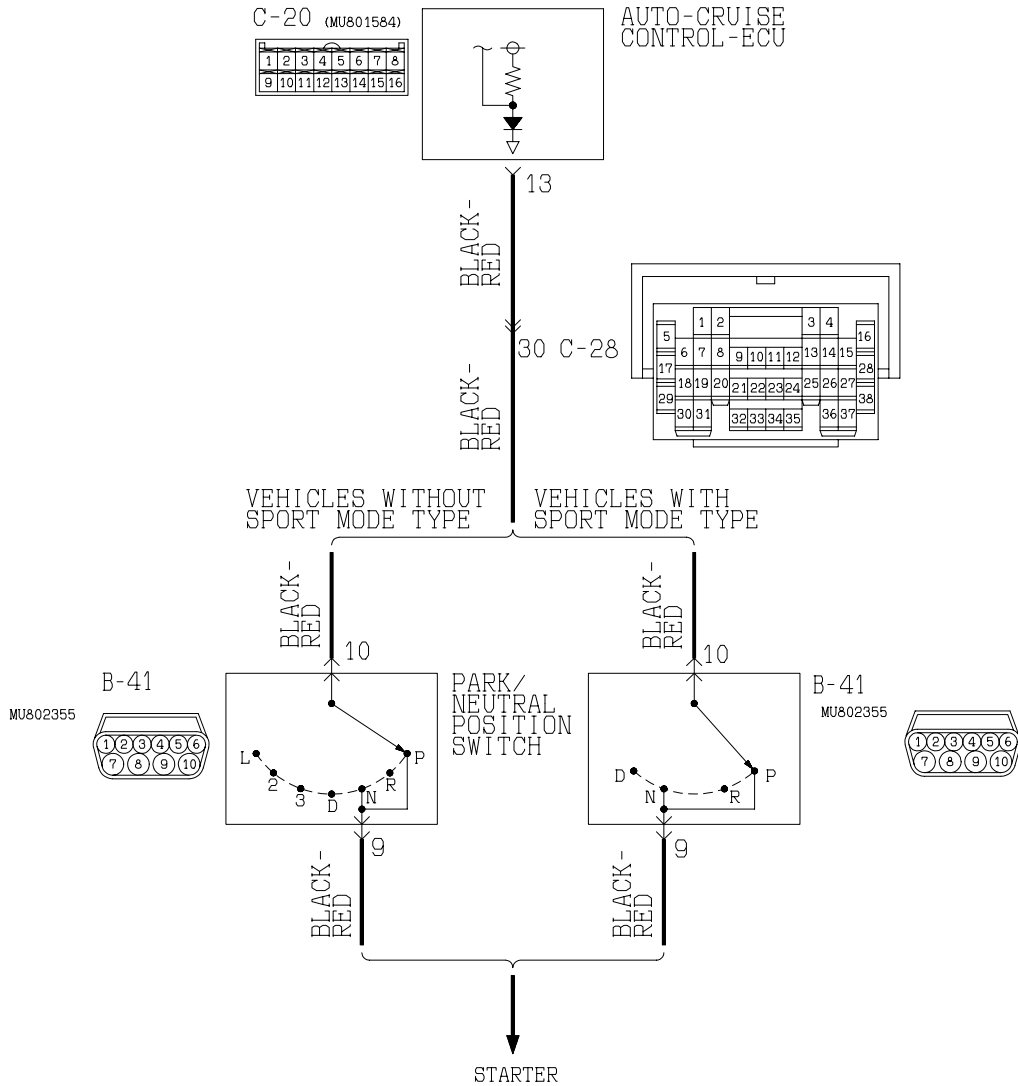 C-20 (MU801584)
1 2 3 4 5 6 7 8
9 10 11 12 13 14 15 16
AUTO-CRUISE
CONTROL-ECU
13
BLACK-
RED
30 C-28
1 2 3 4
5 16
6 7 8 9 10 11 12 13 14 15
17 28
18 19 20 21 22 23 24 25 26 27
29 38
30 31 32 33 34 35 36 37
BLACK-
RED
VEHICLES WITHOUT
SPORT MODE TYPE
VEHICLES WITH
SPORT MODE TYPE
BLACK-
RED
BLACK-
RED
10
10
B-41
MU802355
1 2 3 4 5 6
7 8 9 10
PARK/
NEUTRAL
POSITION
SWITCH
L 2 3 D N R P
B-41
MU802355
1 2 3 4 5 6
7 8 9 10
D N R P
9
9
BLACK-
RED
BLACK-
RED
STARTER